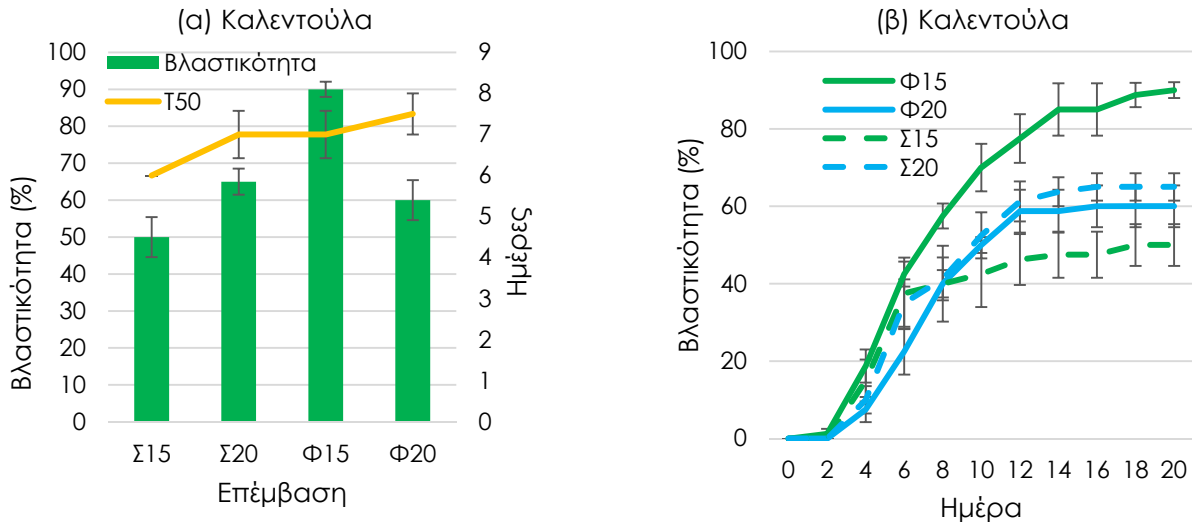 (α) Καλεντούλα
Βλαστικότητα
T50
Βλαστικότητα (%)
100
90
80
70
60
50
40
30
20
10
0
9
8
7
6
5
4
3
2
1
0
Ημέρες
Σ15 Σ20 Φ15 Φ20
Επέμβαση
(β) Καλεντούλα
Φ15
Φ20
Σ15
Σ20
Βλαστικότητα (%)
100
80
60
40
20
0
0 2 4 6 8 10 12 14 16 18 20
Ημέρα